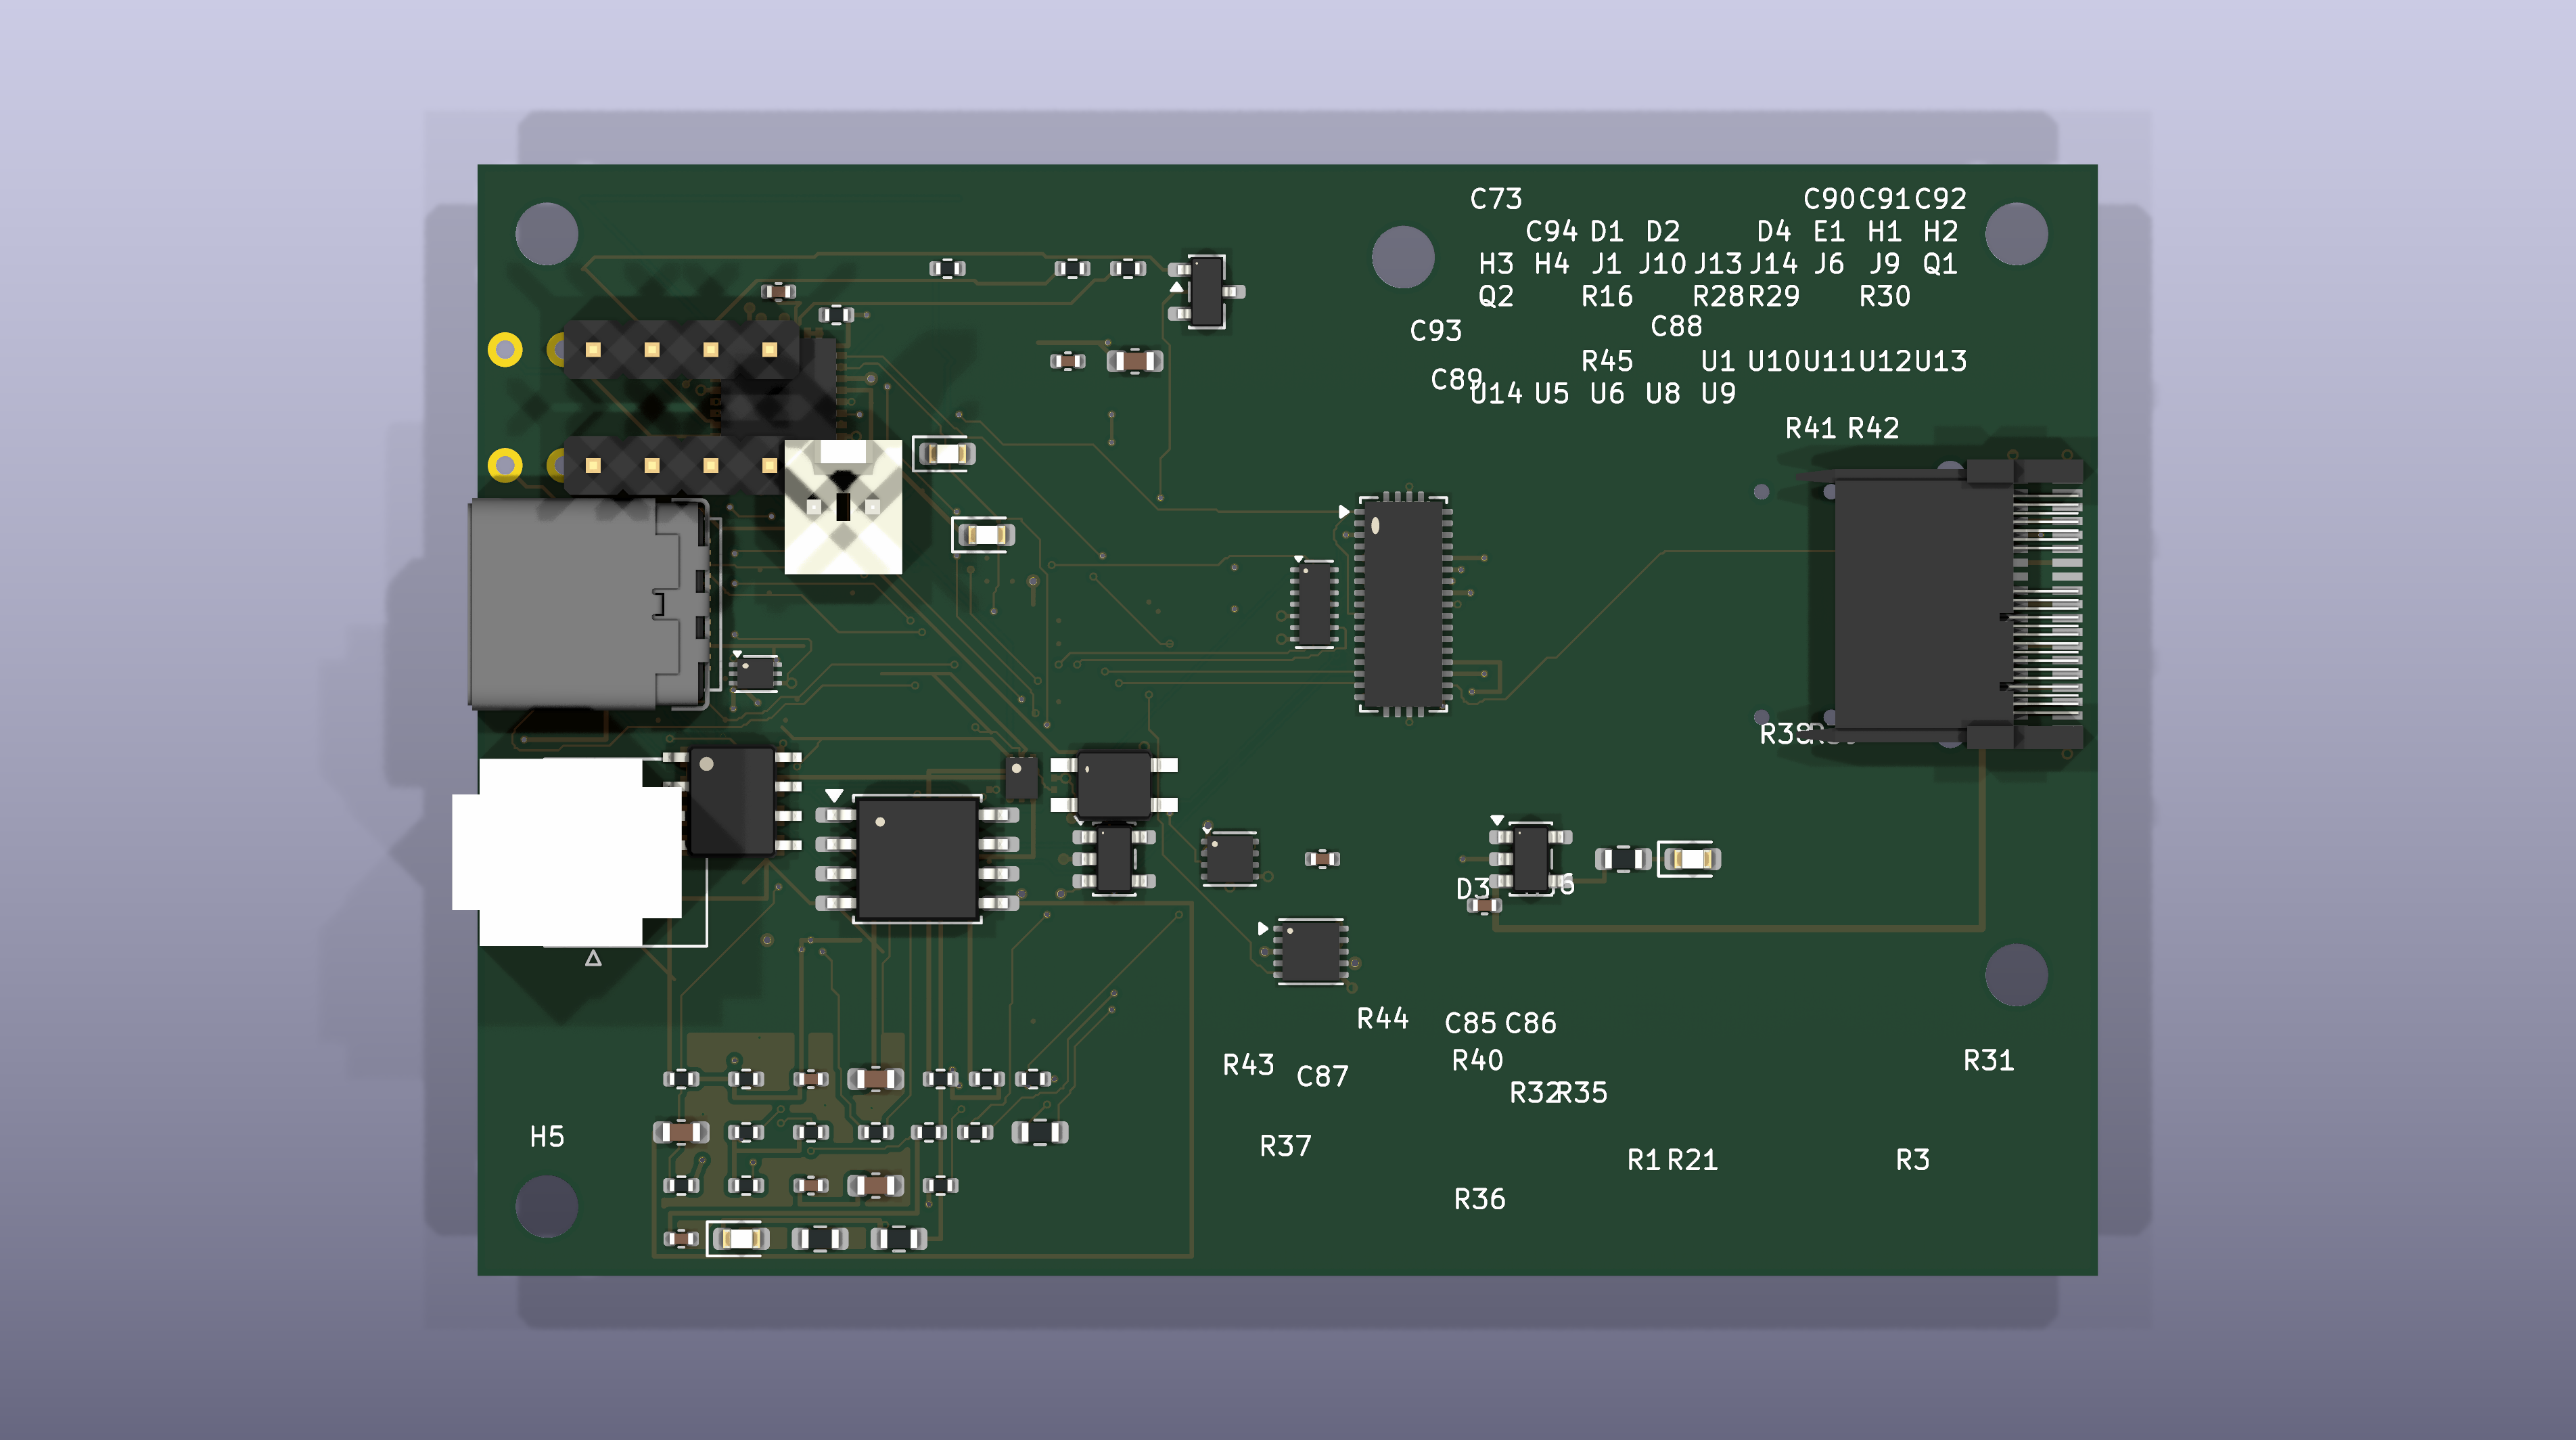 C73 C90 C91 C92
C94 D1 D2 D4 E1 H1 H2
H3 H4 J1 J10 J13 J14 J6 J9 Q1
Q2 R16 R28 R29 R30
C93 C88
R45 U1 U10 U11 U12 U13
C89
U14 U5 U6 U8 U9
R41 R42
D3
R44 C85 C86
R43 C87 R40 R31
R32 R35
H5 R37
R1 R21 R3
R36